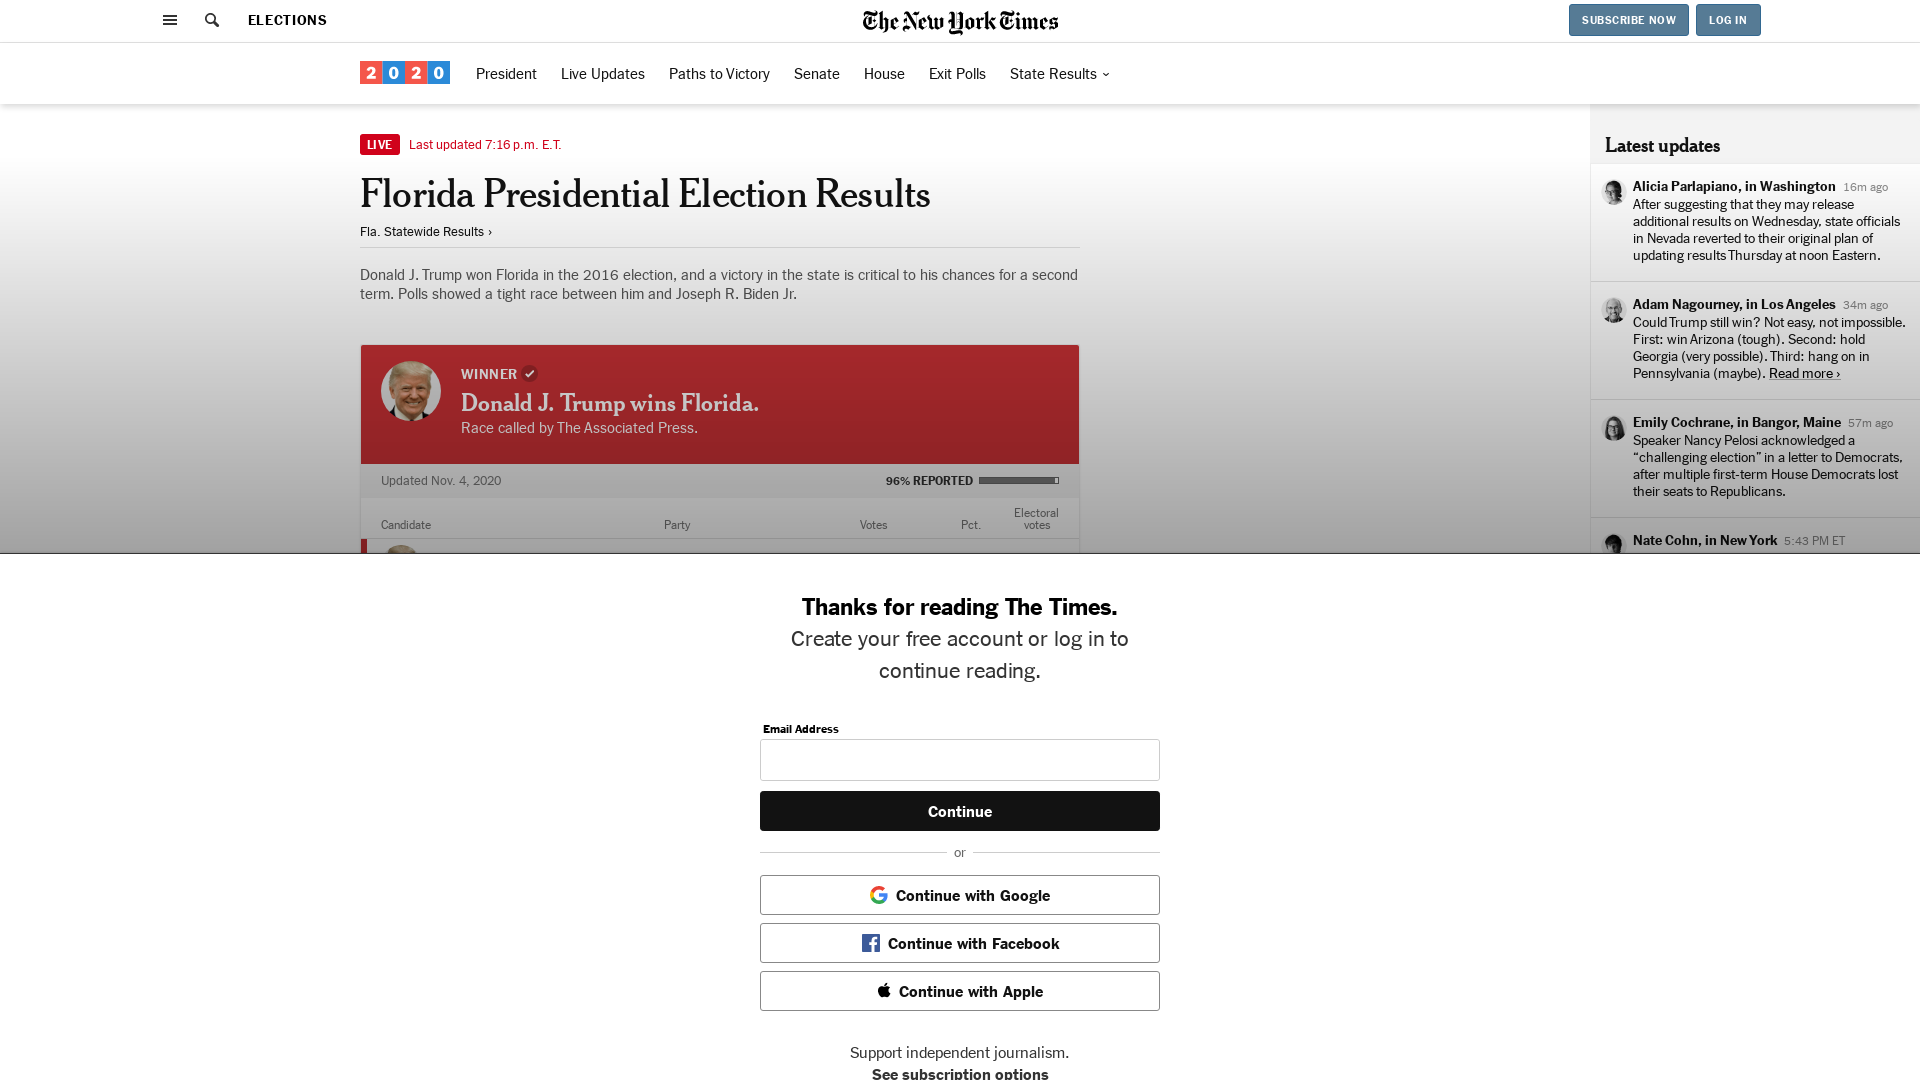 ELECTIONS
The New York Times
SUBSCRIBE NOW
LOG IN
2020
President
Live Updates
Paths to Victory
Senate
House
Exit Polls
State Results
LIVE
Last updated 7:16 p.m. E.T.
Florida Presidential Election Results
Fla. Statewide Results ›
Donald J. Trump won Florida in the 2016 election, and a victory in the state is critical to his chances for a second
term. Polls showed a tight race between him and Joseph R. Biden Jr.
WINNER
Donald J. Trump wins Florida.
Race called by The Associated Press.
Updated Nov. 4, 2020
96% REPORTED
Candidate
Party
Votes
Pct.
Electoral
votes
Latest updates
Alicia Parlapiano, in Washington 16m ago
After suggesting that they may release
additional results on Wednesday, state officials
in Nevada reverted to their original plan of
updating results Thursday at noon Eastern.
Adam Nagourney, in Los Angeles 34m ago
Could Trump still win? Not easy, not impossible.
First: win Arizona (tough). Second: hold
Georgia (very possible). Third: hang on in
Pennsylvania (maybe). Read more ›
Emily Cochrane, in Bangor, Maine 57m ago
Speaker Nancy Pelosi acknowledged a
“challenging election” in a letter to Democrats,
after multiple first-term House Democrats lost
their seats to Republicans.
Nate Cohn, in New York 5:43 PM ET
Thanks for reading The Times.
Create your free account or log in to
continue reading.
Email Address
Continue
or
Continue with Google
Continue with Facebook
Continue with Apple
Support independent journalism.
See subscription options